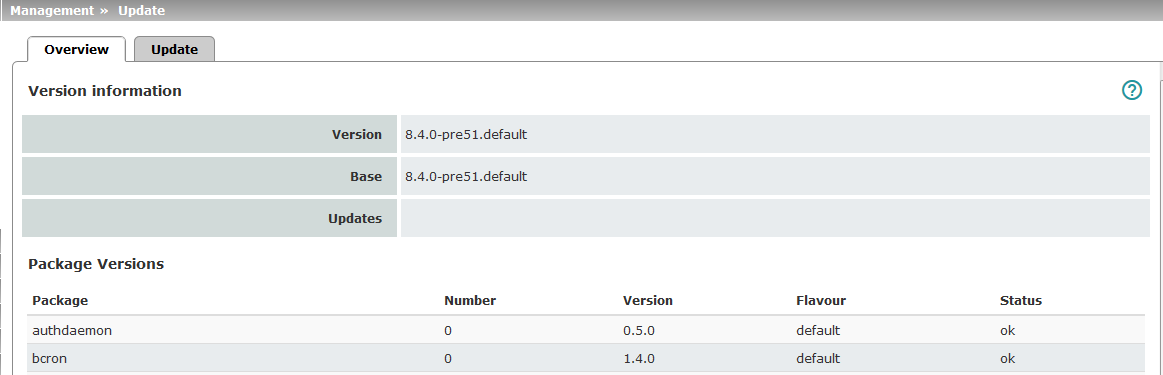 Management » Update
Overview Update
Version information
Version 8.4.0-pre51.default
Base 8.4.0-pre51.default
Updates
Package Versions
Package Number Version Flavour Status
authdaemon 0 0.5.0 default ok
bcron 0 1.4.0 default ok